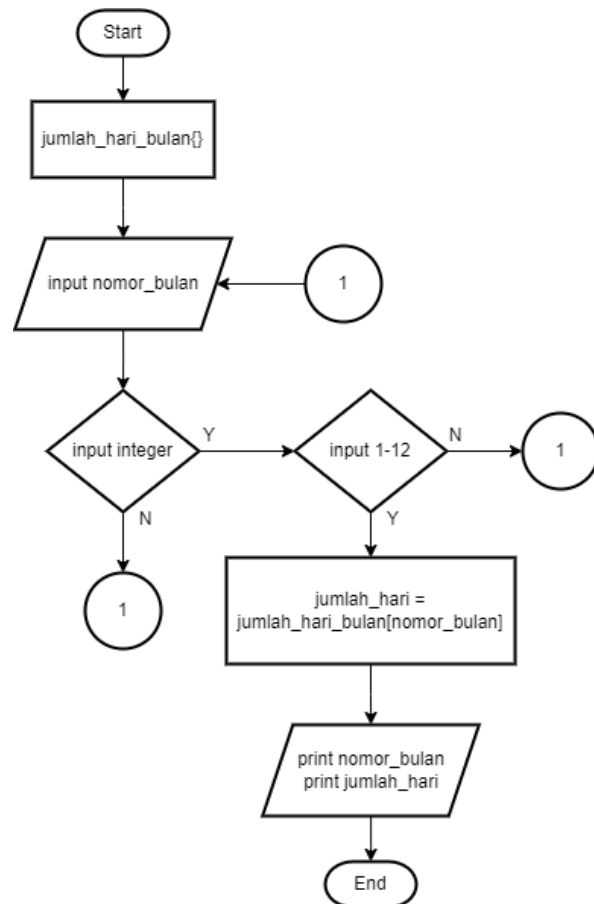 Start
jumlah_hari_bulan{}
input nomor_bulan
1
input integer
Y
input 1-12
N
1
N
Y
1
jumlah_hari =
jumlah_hari_bulan[nomor_bulan]
print nomor_bulan
print jumlah_hari
End